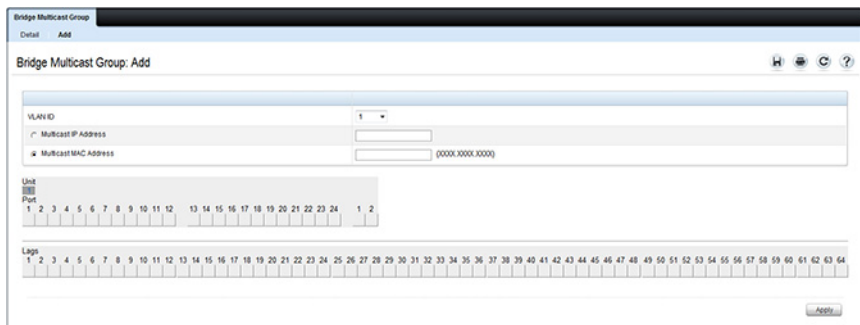 Bridge Multicast Group
Detail Add
Bridge Multicast Group: Add
VLAN ID 1
Multicast IP Address
Multicast MAC Address (XXXX.XXXX.XXXX)
Unit
1
Port
1 2 3 4 5 6 7 8 9 10 11 12 13 14 15 16 17 18 19 20 21 22 23 24 1 2
Lags
1 2 3 4 5 6 7 8 9 10 11 12 13 14 15 16 17 18 19 20 21 22 23 24 25 26 27 28 29 30 31 32 33 34 35 36 37 38 39 40 41 42 43 44 45 46 47 48 49 50 51 52 53 54 55 56 57 58 59 60 61 62 63 64
Apply